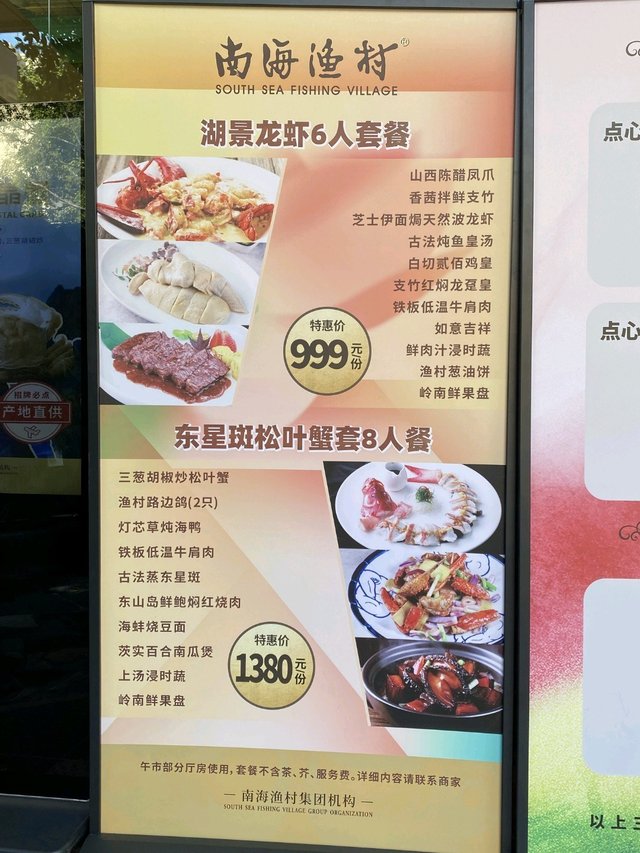 南海渔村
SOUTH SEA FISHING VILLAGE
湖景龙虾6人套餐
山西陈醋凤爪
香茜拌鲜支竹
芝士伊面焗天然波龙虾
古法炖鱼皇汤
白切贰佰鸡皇
支竹红焖龙趸皇
铁板低温牛肩肉
如意吉祥
鲜肉汁浸时蔬
渔村葱油饼
岭南鲜果盘
特惠价
999元/份
东星斑松叶蟹套8人餐
三葱胡椒炒松叶蟹
渔村路边鸽(2只)
灯芯草炖海鸭
铁板低温牛肩肉
古法蒸东星斑
东山岛鲜鲍焖红烧肉
海蚌烧豆面
茨实百合南瓜煲
上汤浸时蔬
岭南鲜果盘
特惠价
1380元/份
午市部分厅房使用，套餐不含茶、芥、服务费。详细内容请联系商家
南海渔村集团机构
SOUTH SEA FISHING VILLAGE GROUP ORGANIZATION
招牌必点
产地直供
点心
点心
以上三